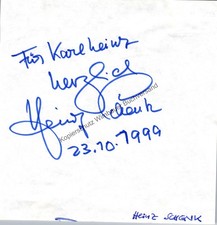 Für Karlheinz
herzlich
Heinz Schenk
23.10.1999
HEINZ SCHENK